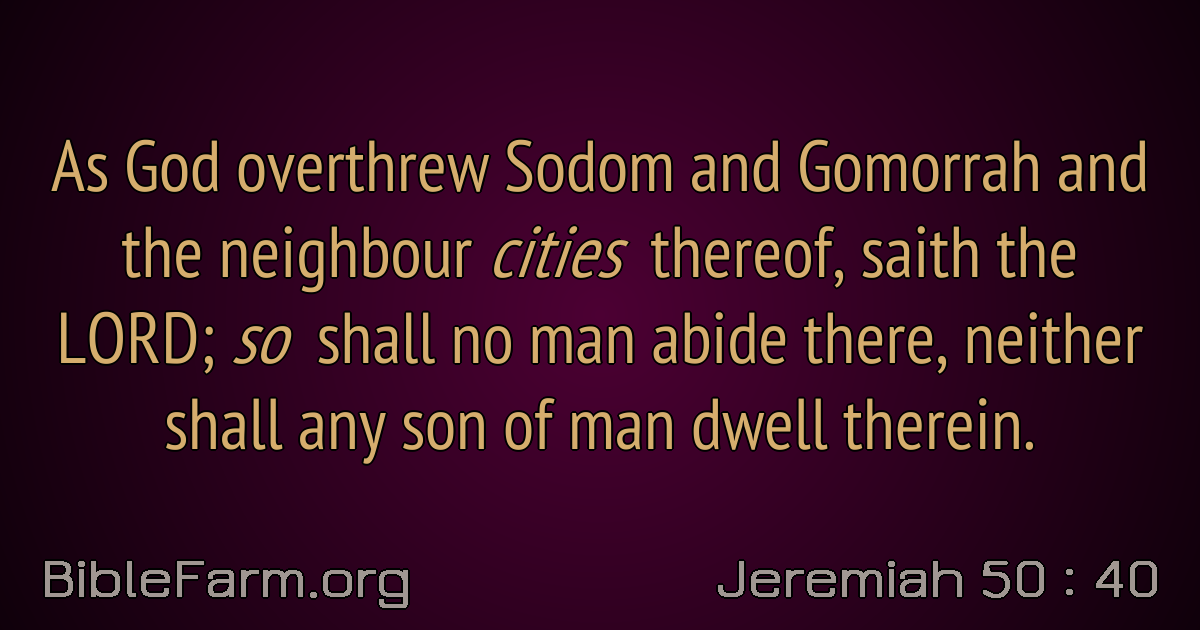 As God overthrew Sodom and Gomorrah and
the neighbour cities thereof, saith the
LORD; so shall no man abide there, neither
shall any son of man dwell therein.
BibleFarm.org
Jeremiah 50 : 40